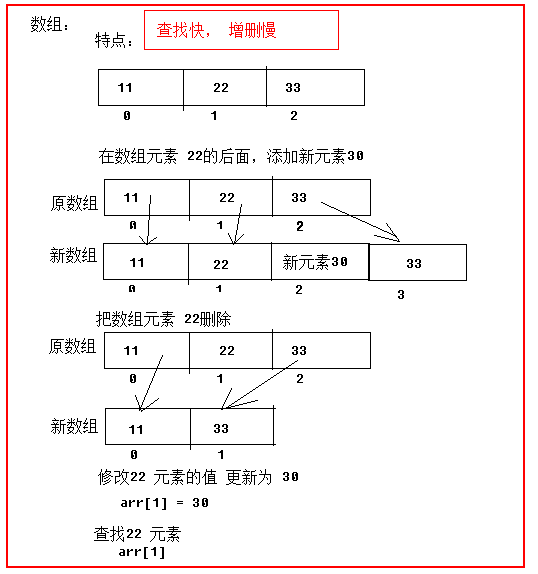 数组：
特点：
查找快， 增删慢
11 22 33
0 1 2
在数组元素 22的后面，添加新元素30
原数组 11 22 33
0 1 2
新数组 11 22 新元素30 33
0 1 2 3
把数组元素 22删除
原数组 11 22 33
0 1 2
新数组 11 33
0 1
修改22 元素的值 更新为 30
arr[1] = 30
查找22 元素
arr[1]